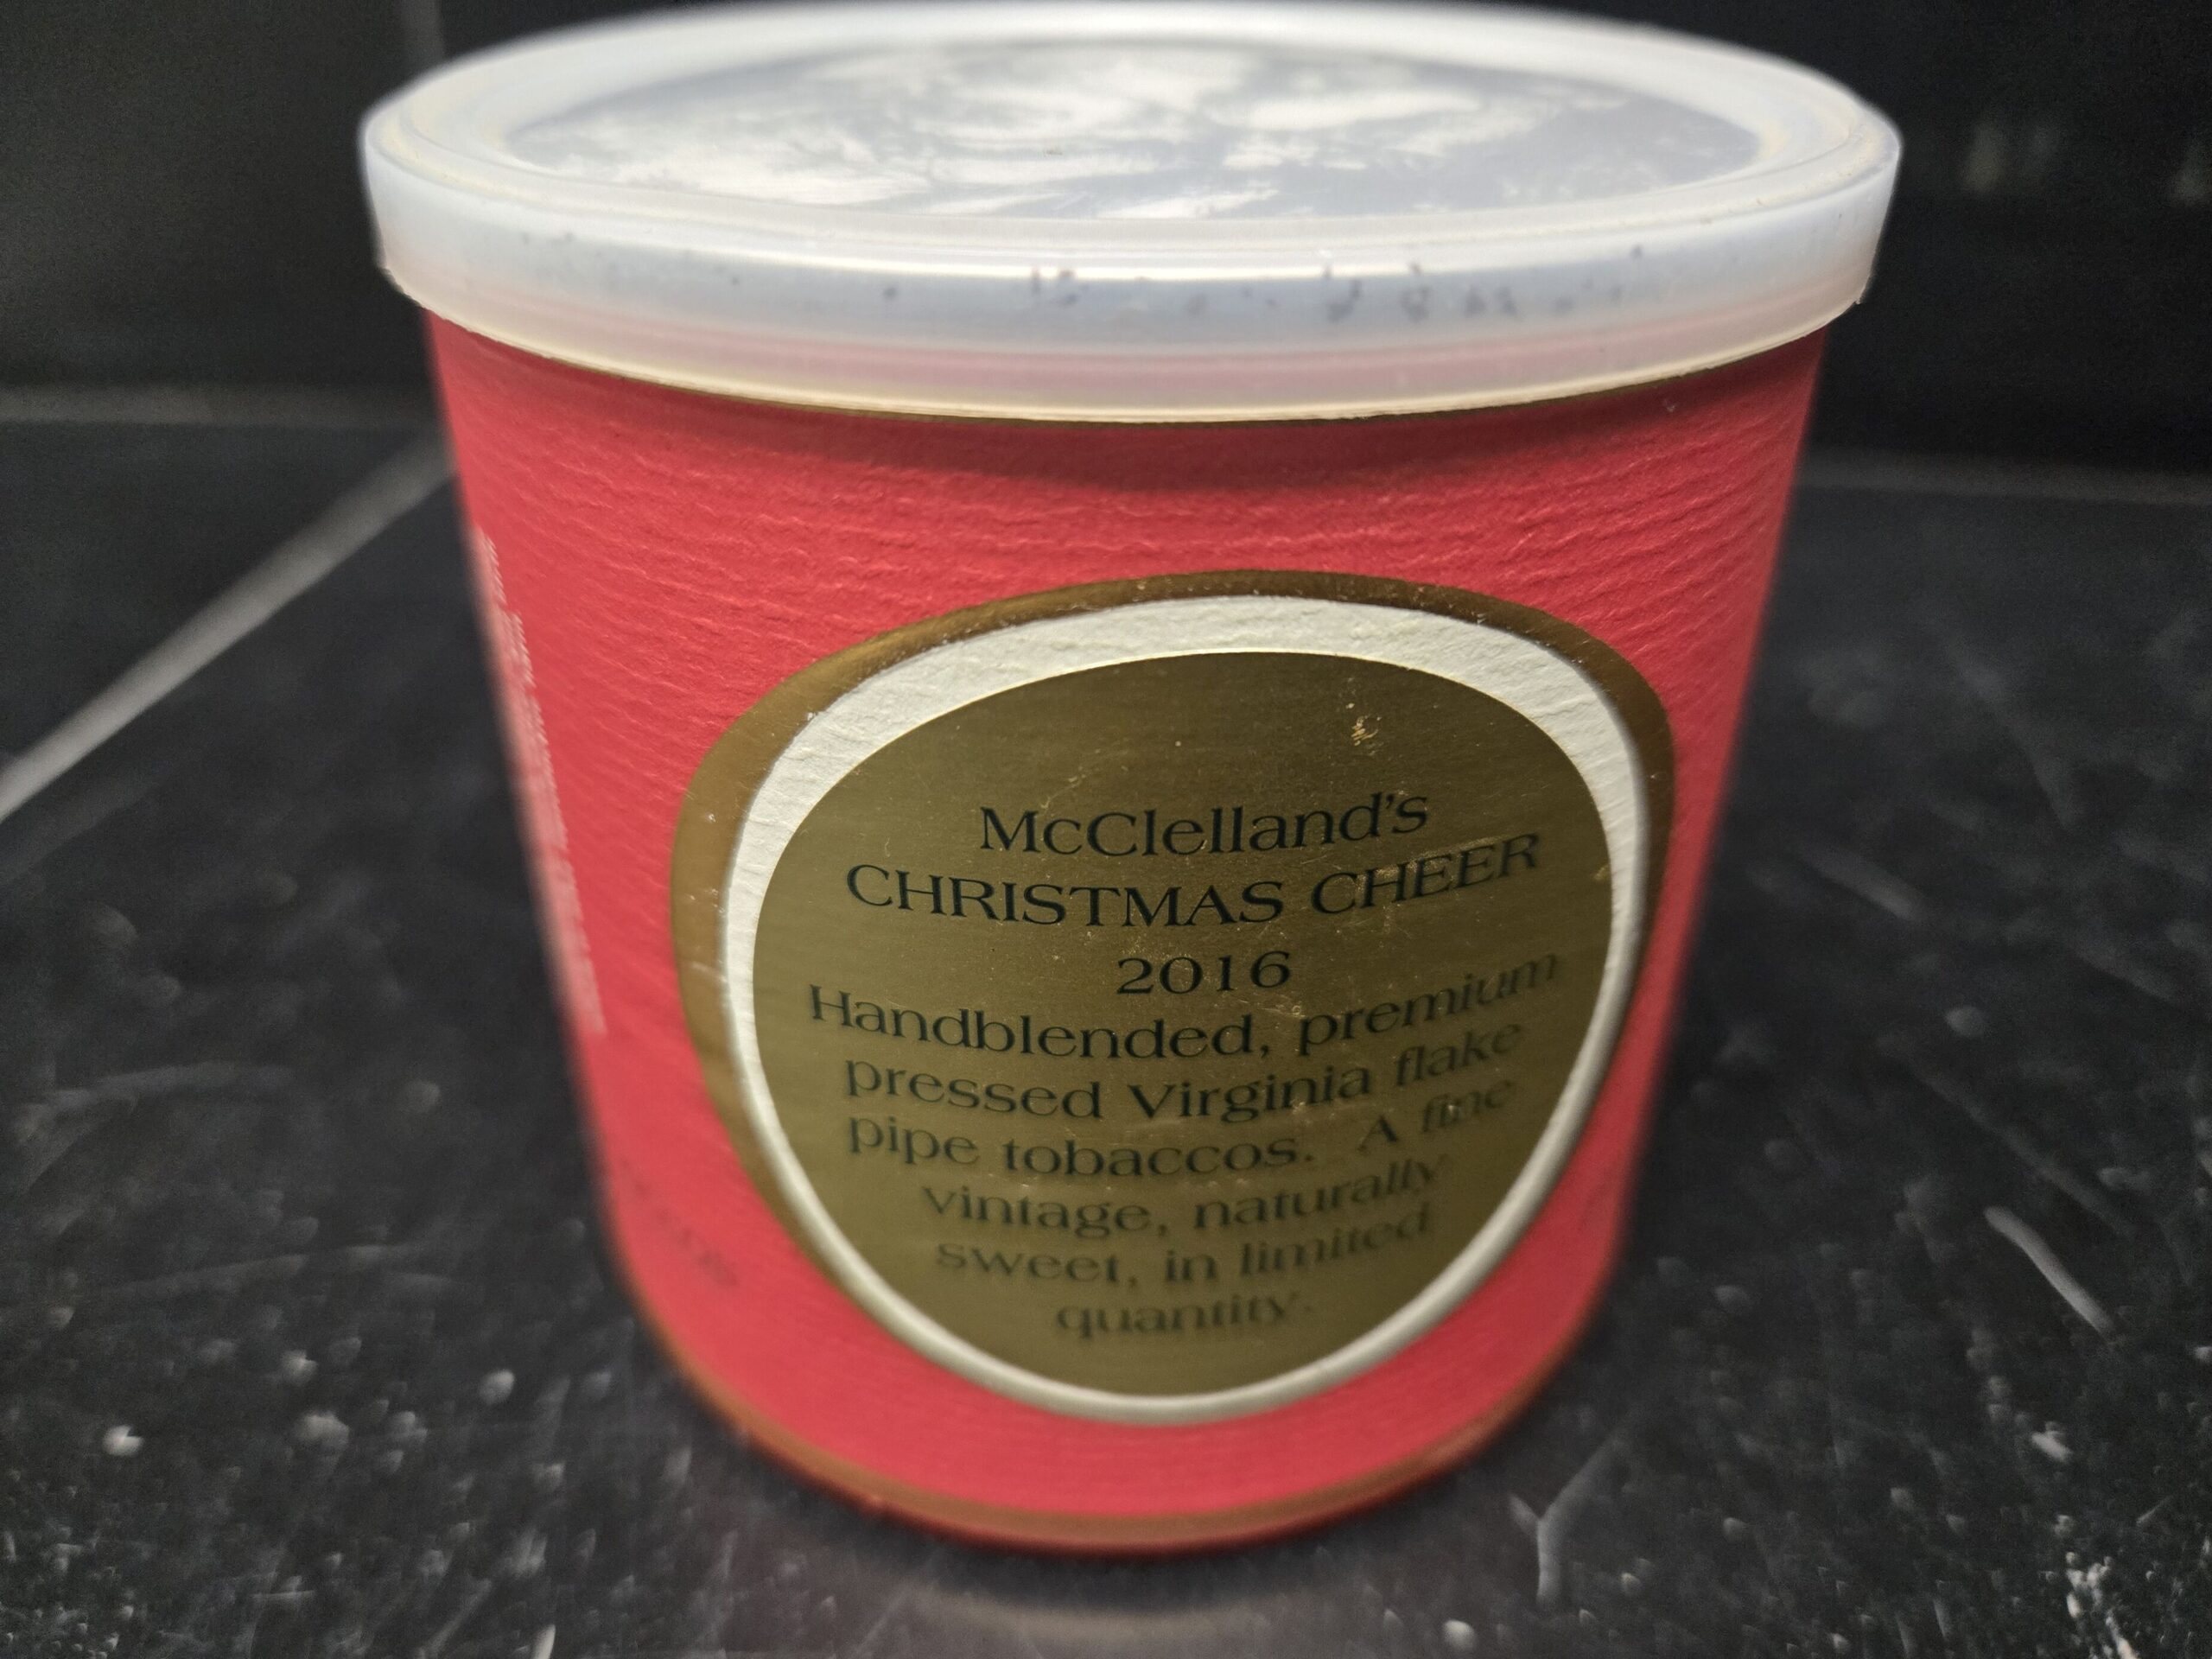 McClelland's
CHRISTMAS CHEER
2016
Handblended, premium
pressed Virginia flake
pipe tobaccos. A fine
vintage, naturally
sweet, in limited
quantity.